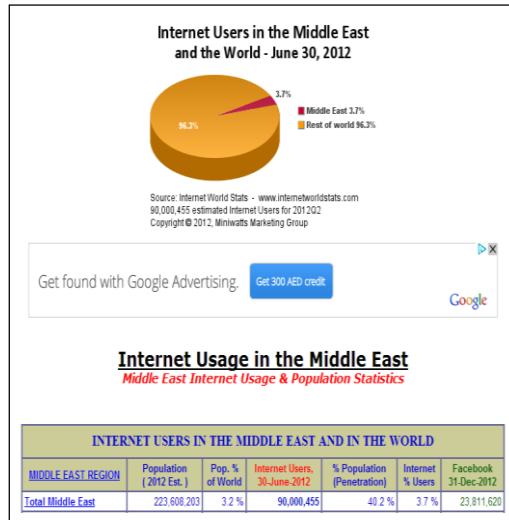 Internet Users in the Middle East
and the World - June 30, 2012
3.7%
96.3%
Middle East 3.7%
Rest of world 96.3%
Source: Internet World Stats - www.internetworldstats.com
90,000,455 estimated Internet Users for 2012Q2
Copyright © 2012, Miniwatts Marketing Group
Get found with Google Advertising.
Get 300 AED credit
Google
Internet Usage in the Middle East
Middle East Internet Usage & Population Statistics
INTERNET USERS IN THE MIDDLE EAST AND IN THE WORLD
MIDDLE EAST REGION
Population
( 2012 Est. )
Pop. %
of World
Internet Users,
30-June-2012
% Population
(Penetration)
Internet
% Users
Facebook
31-Dec-2012
Total Middle East 223,608,203 3.2 % 90,000,455 40.2 % 3.7 % 23,811,620